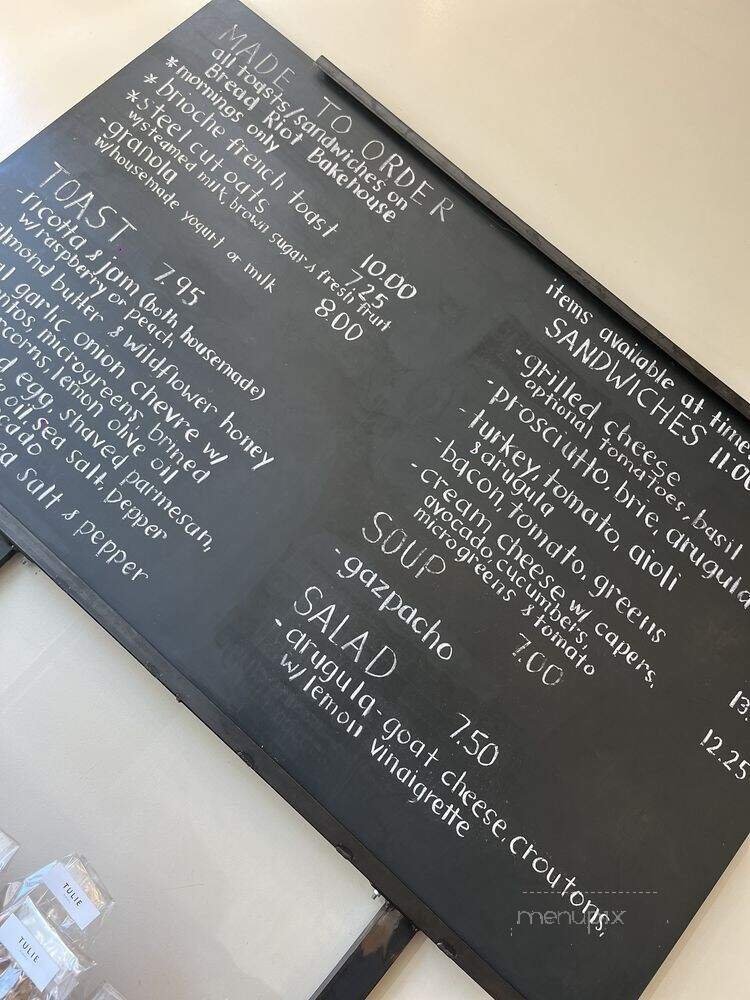 MADE TO ORDER
all toasts/sandwiches on
Bread Riot Bakehouse
*mornings only
*brioche french toast 10.00
*steel cut oats 7.25
w/steamed milk, brown sugar & fresh fruit
-granola 8.00
w/housemade yogurt or milk
TOAST 7.95
-ricotta & jam (both housemade)
w/raspberry or peach
almond butter & wildflower honey
garlic onion chevre w/
microgreens, brined
lemon olive oil
egg, shaved parmesan,
oil, sea salt, pepper
salt & pepper
items available at
SANDWICHES
-grilled cheese
optional tomatoes, basil
-prosciutto, brie, arugula
-turkey, tomato, aioli
& arugula
-bacon, tomato, greens
-cream cheese w/ capers,
avocado, cucumbers,
microgreens & tomato
12.25
SOUP
-gazpacho 7.00
SALAD 7.50
-arugula-goat cheese, croutons,
w/lemon vinaigrette
TULIE
TULIE
menupix